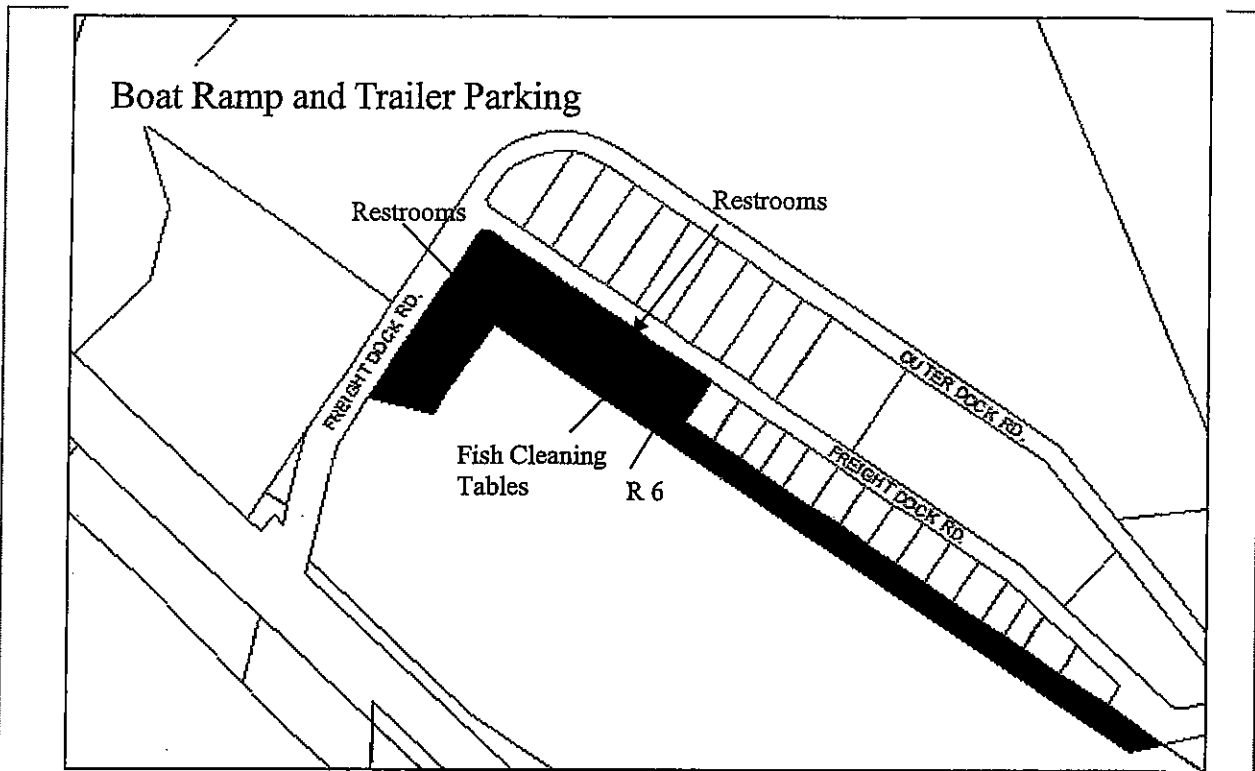 Boat Ramp and Trailer Parking
Restrooms
Restrooms
FREIGHT DOCK RD.
OUTER DOCK RD.
Fish Cleaning
Tables
R 6
FREIGHT DOCK RD.